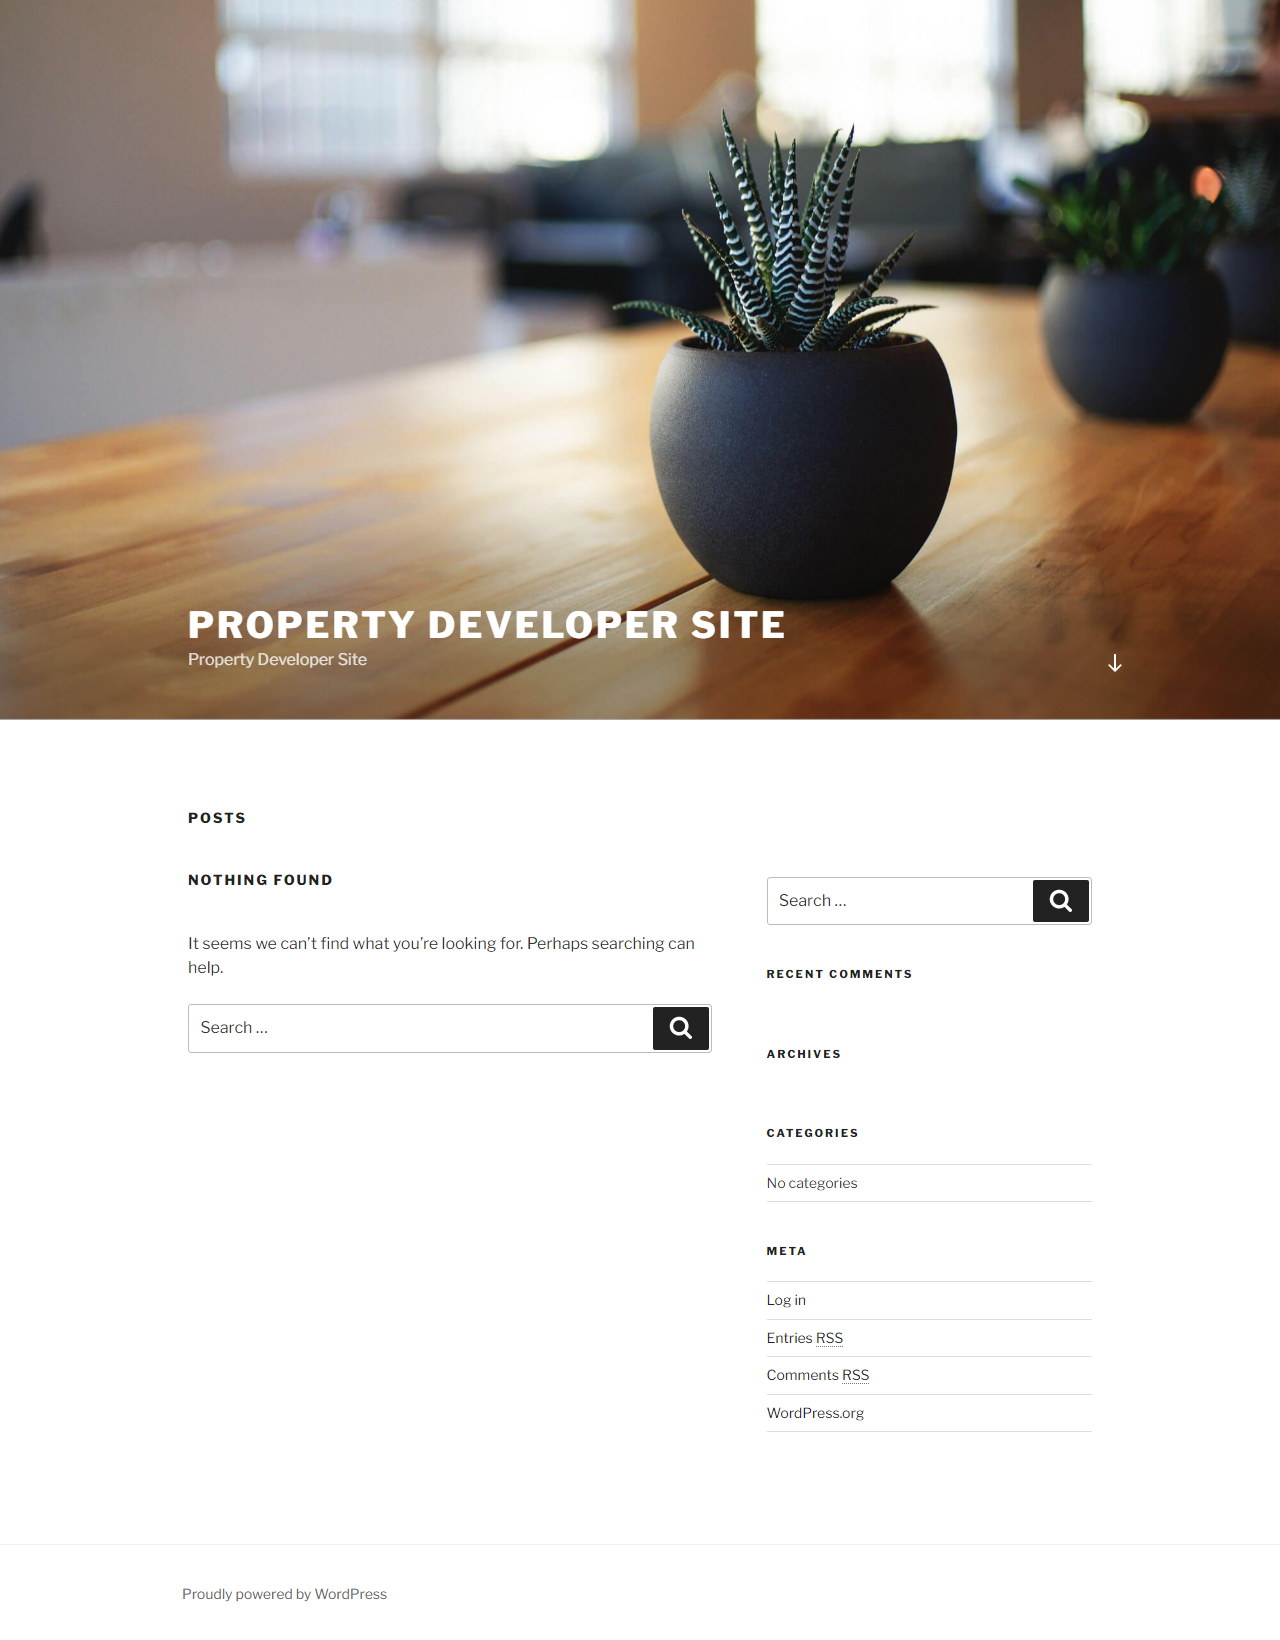 PROPERTY DEVELOPER SITE
Property Developer Site
POSTS
NOTHING FOUND
It seems we can’t find what you’re looking for. Perhaps searching can
help.
Search …
Search …
RECENT COMMENTS
ARCHIVES
CATEGORIES
No categories
META
Log in
Entries RSS
Comments RSS
WordPress.org
Proudly powered by WordPress